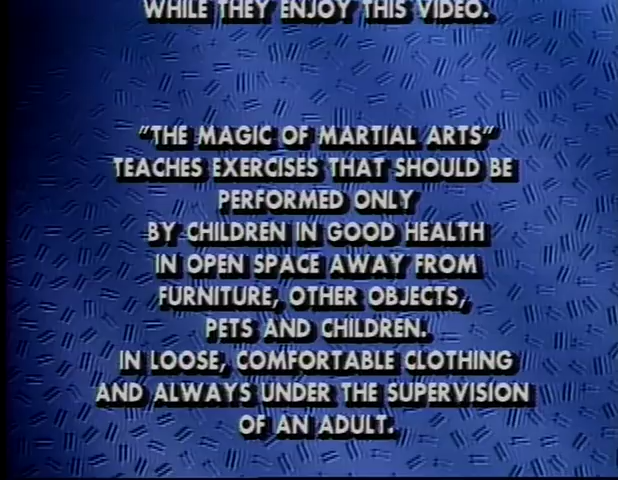 WHILE THEY ENJOY THIS VIDEO.
"THE MAGIC OF MARTIAL ARTS"
TEACHES EXERCISES THAT SHOULD BE
PERFORMED ONLY
BY CHILDREN IN GOOD HEALTH
IN OPEN SPACE AWAY FROM
FURNITURE, OTHER OBJECTS,
PETS AND CHILDREN.
IN LOOSE, COMFORTABLE CLOTHING
AND ALWAYS UNDER THE SUPERVISION
OF AN ADULT.